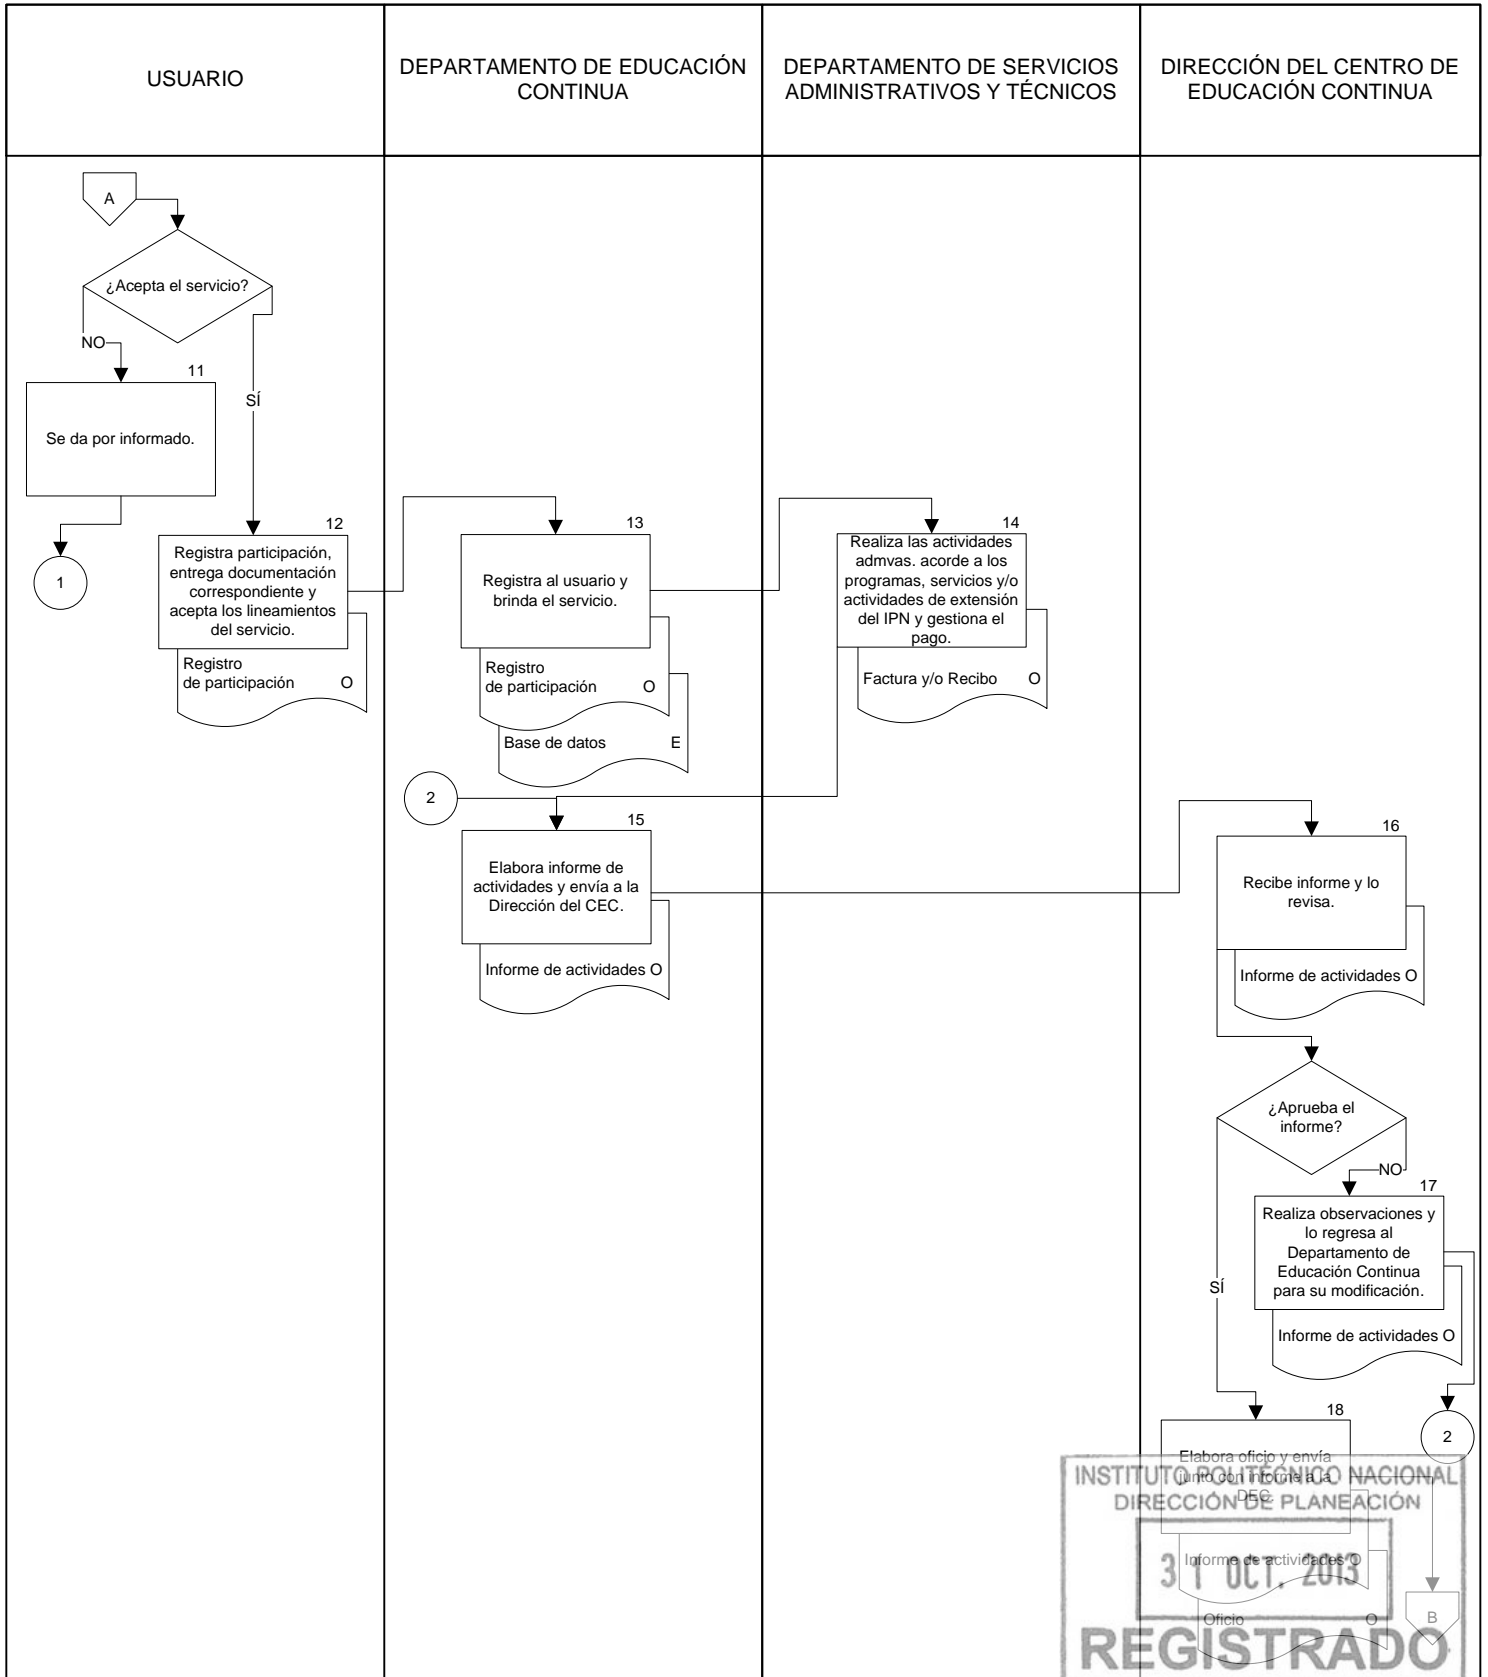 USUARIO
DEPARTAMENTO DE EDUCACIÓN
CONTINUA
DEPARTAMENTO DE SERVICIOS
ADMINISTRATIVOS Y TÉCNICOS
DIRECCIÓN DEL CENTRO DE
EDUCACIÓN CONTINUA
A
¿Acepta el servicio?
NO
SÍ
11
Se da por informado.
1
12
Registra participación,
entrega documentación
correspondiente y
acepta los lineamientos
del servicio.
Registro
de participación O
13
Registra al usuario y
brinda el servicio.
Registro
de participación O
Base de datos E
14
Realiza las actividades
admvas. acorde a los
programas, servicios y/o
actividades de extensión
del IPN y gestiona el
pago.
Factura y/o Recibo O
2
15
Elabora informe de
actividades y envía a la
Dirección del CEC.
Informe de actividades O
16
Recibe informe y lo
revisa.
Informe de actividades O
¿Aprueba el
informe?
NO
SÍ
17
Realiza observaciones y
lo regresa al
Departamento de
Educación Continua
para su modificación.
Informe de actividades O
2
18
Elabora oficio y envía
junto con informe a la
DEC.
Informe de actividades O
Oficio O
B
INSTITUTO POLITÉCNICO NACIONAL
DIRECCIÓN DE PLANEACIÓN
31 OCT. 2013
REGISTRADO